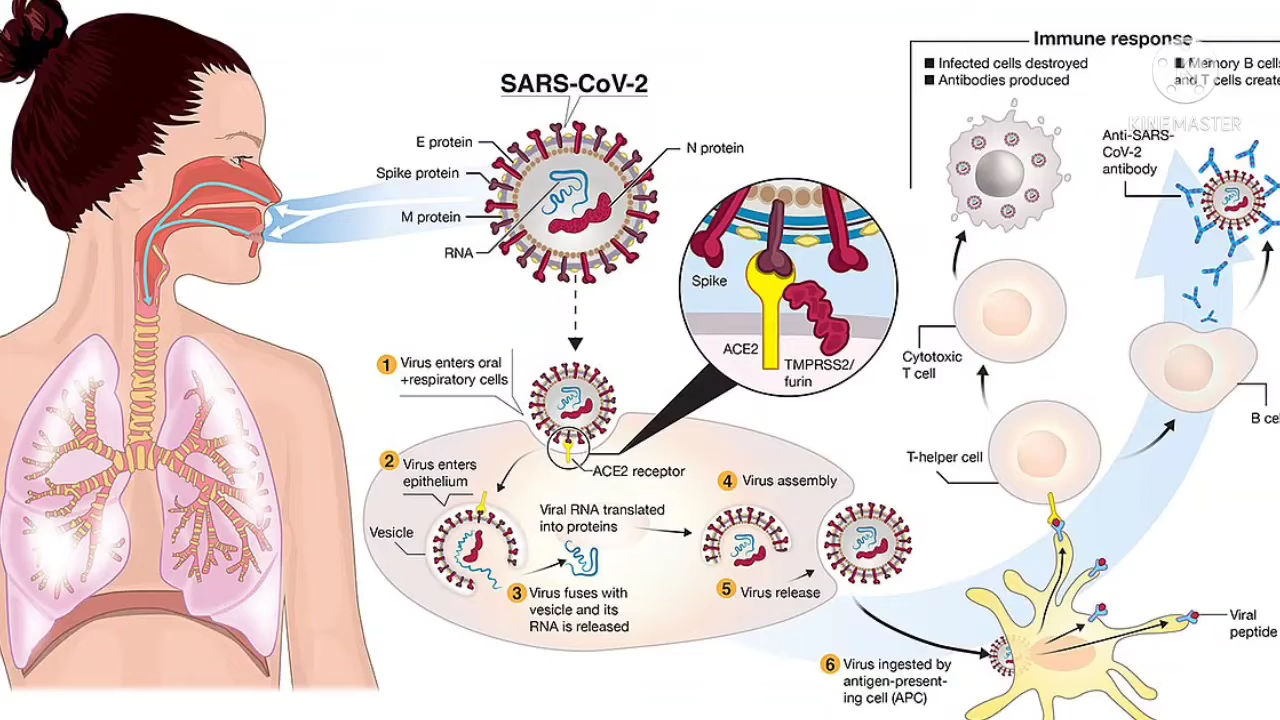 Immune response
■ Infected cells destroyed
■ Antibodies produced
■ Memory B cells
and T cells create
KINEMASTER
SARS-CoV-2
E protein
Spike protein
M protein
RNA
N protein
Anti-SARS-
CoV-2
antibody
Spike
ACE2
TMPRSS2/
furin
1 Virus enters oral
+respiratory cells
Cytotoxic
T cell
B cel
T-helper cell
2 Virus enters
epithelium
ACE2 receptor
Vesicle
Viral RNA translated
into proteins
4 Virus assembly
3 Virus fuses with
vesicle and its
RNA is released
5 Virus release
Viral
peptide
6 Virus ingested by
antigen-present-
ing cell (APC)